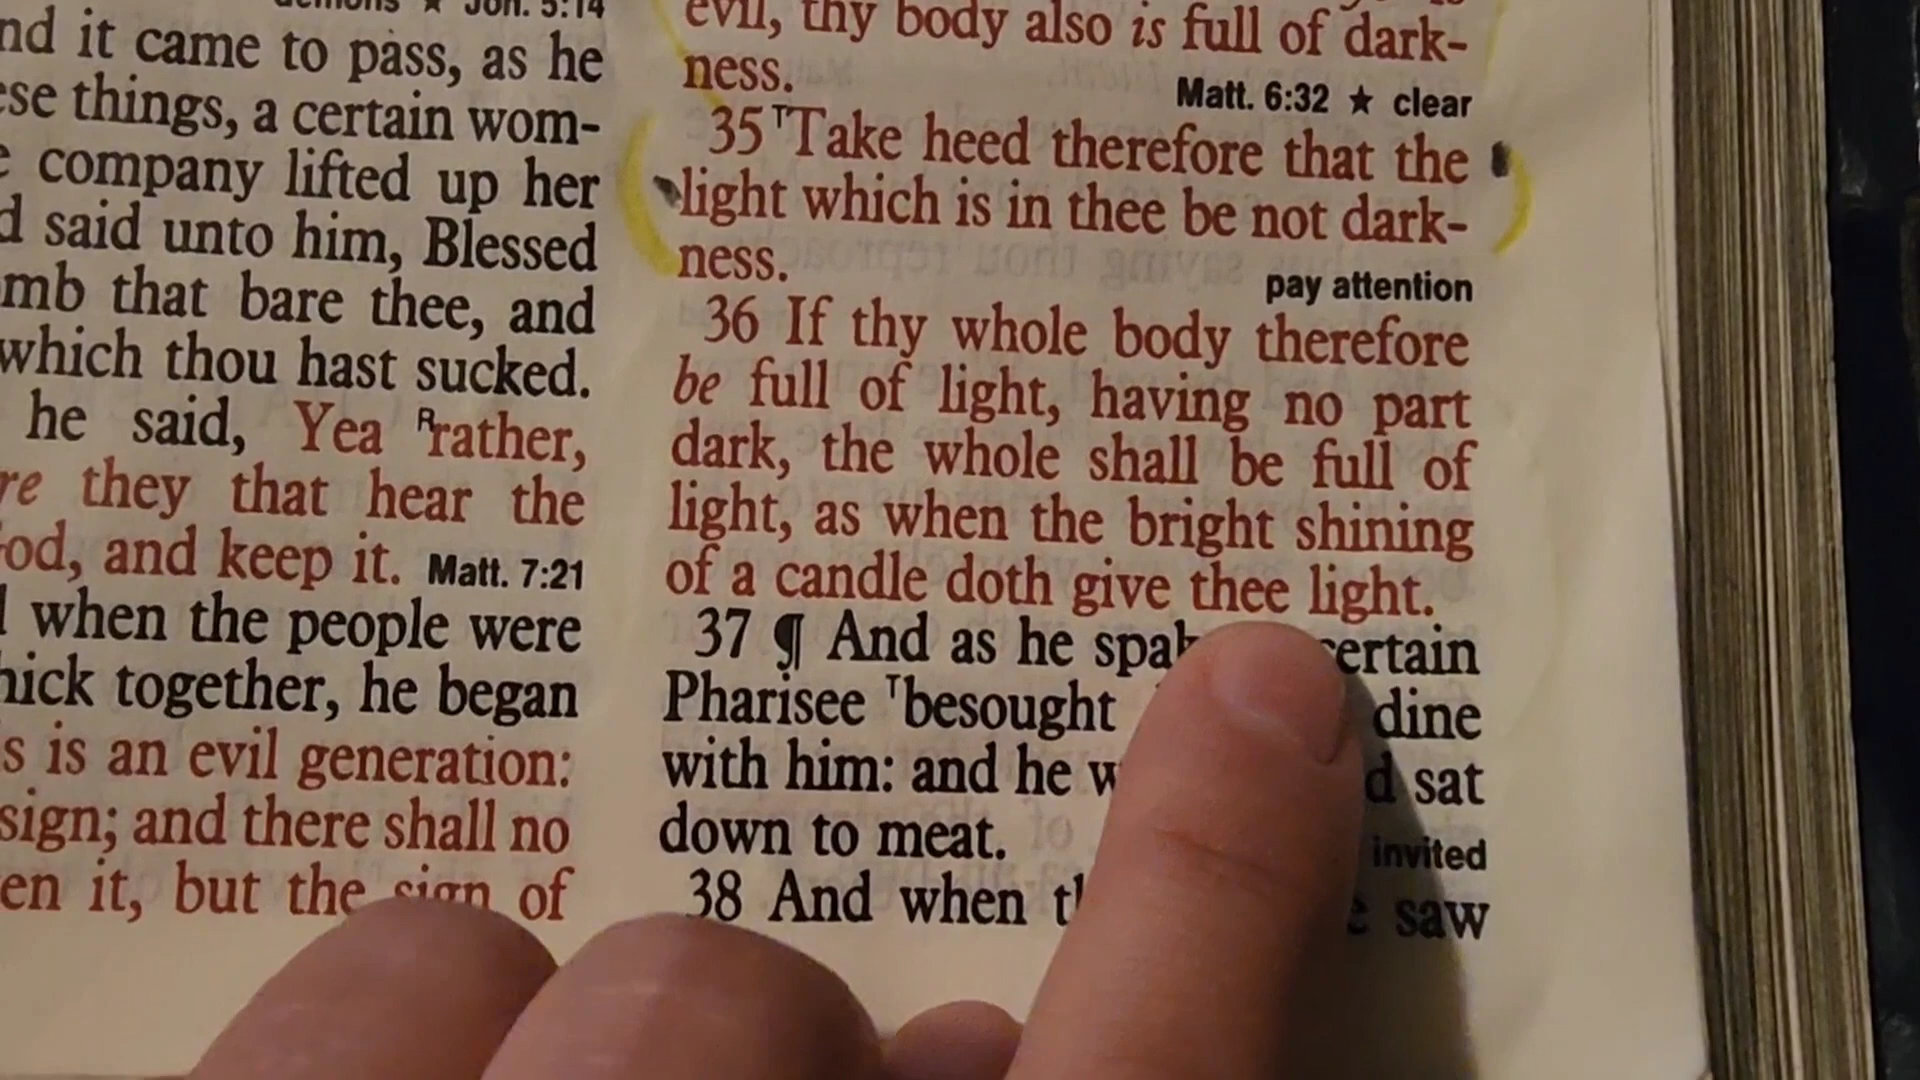 demons ★ Joh. 5:14
nd it came to pass, as he
ese things, a certain wom-
e company lifted up her
d said unto him, Blessed
mb that bare thee, and
which thou hast sucked.
he said, Yea ᴿrather,
re they that hear the
od, and keep it. Matt. 7:21
when the people were
hick together, he began
s is an evil generation:
sign; and there shall no
en it, but the sign of
evil, thy body also is full of dark-
ness.
Matt. 6:32 ★ clear
35 ᵀTake heed therefore that the
light which is in thee be not dark-
ness.
pay attention
36 If thy whole body therefore
be full of light, having no part
dark, the whole shall be full of
light, as when the bright shining
of a candle doth give thee light.
37 ¶ And as he spak ertain
Pharisee ᵀbesought dine
with him: and he w d sat
down to meat.
invited
38 And when t e saw